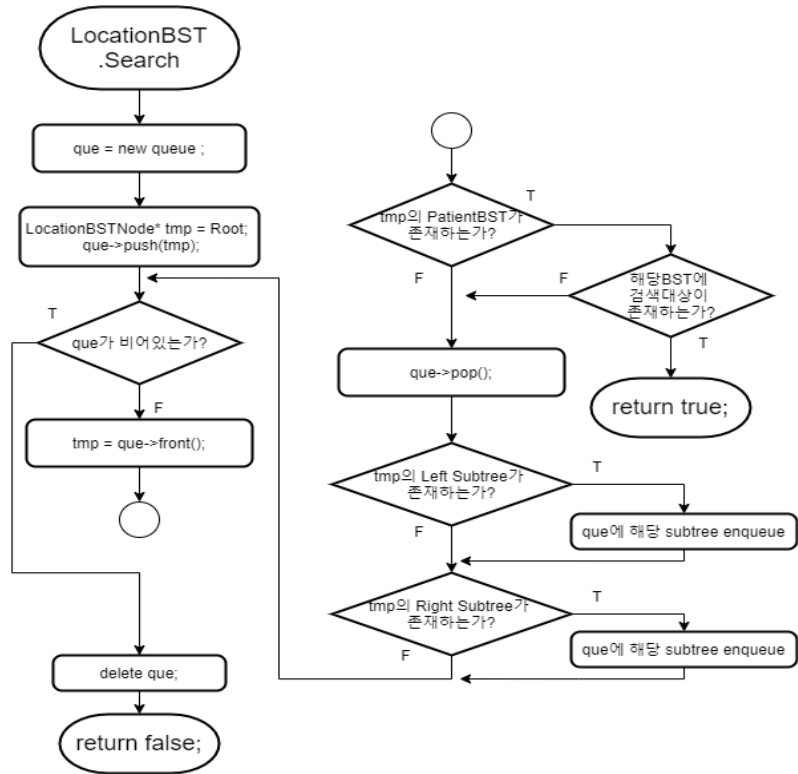 LocationBST
.Search
que = new queue ;
LocationBSTNode* tmp = Root;
que->push(tmp);
T
que가 비어있는가?
F
tmp = que->front();
delete que;
return false;
tmp의 PatientBST가
존재하는가?
T
F
F
해당BST에
검색대상이
존재하는가?
T
return true;
que->pop();
tmp의 Left Subtree가
존재하는가?
T
F
que에 해당 subtree enqueue
tmp의 Right Subtree가
존재하는가?
T
F
que에 해당 subtree enqueue